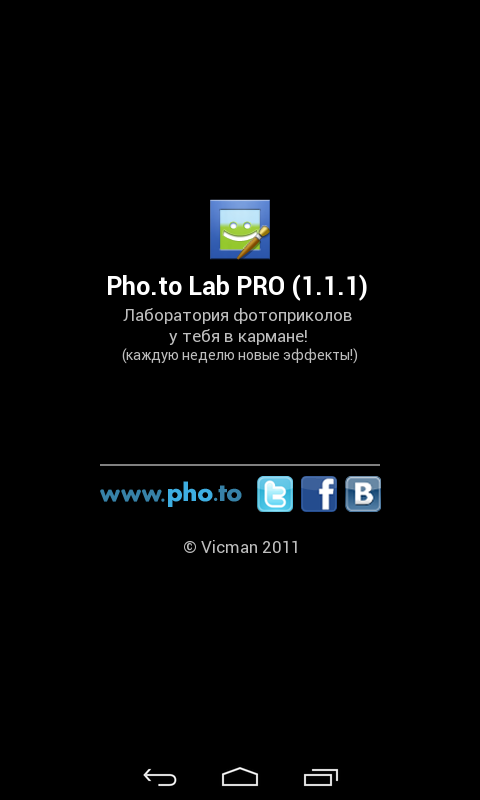 Pho.to Lab PRO (1.1.1)
Лаборатория фотоприколов
у тебя в кармане!
(каждую неделю новые эффекты!)
www.pho.to
© Vicman 2011